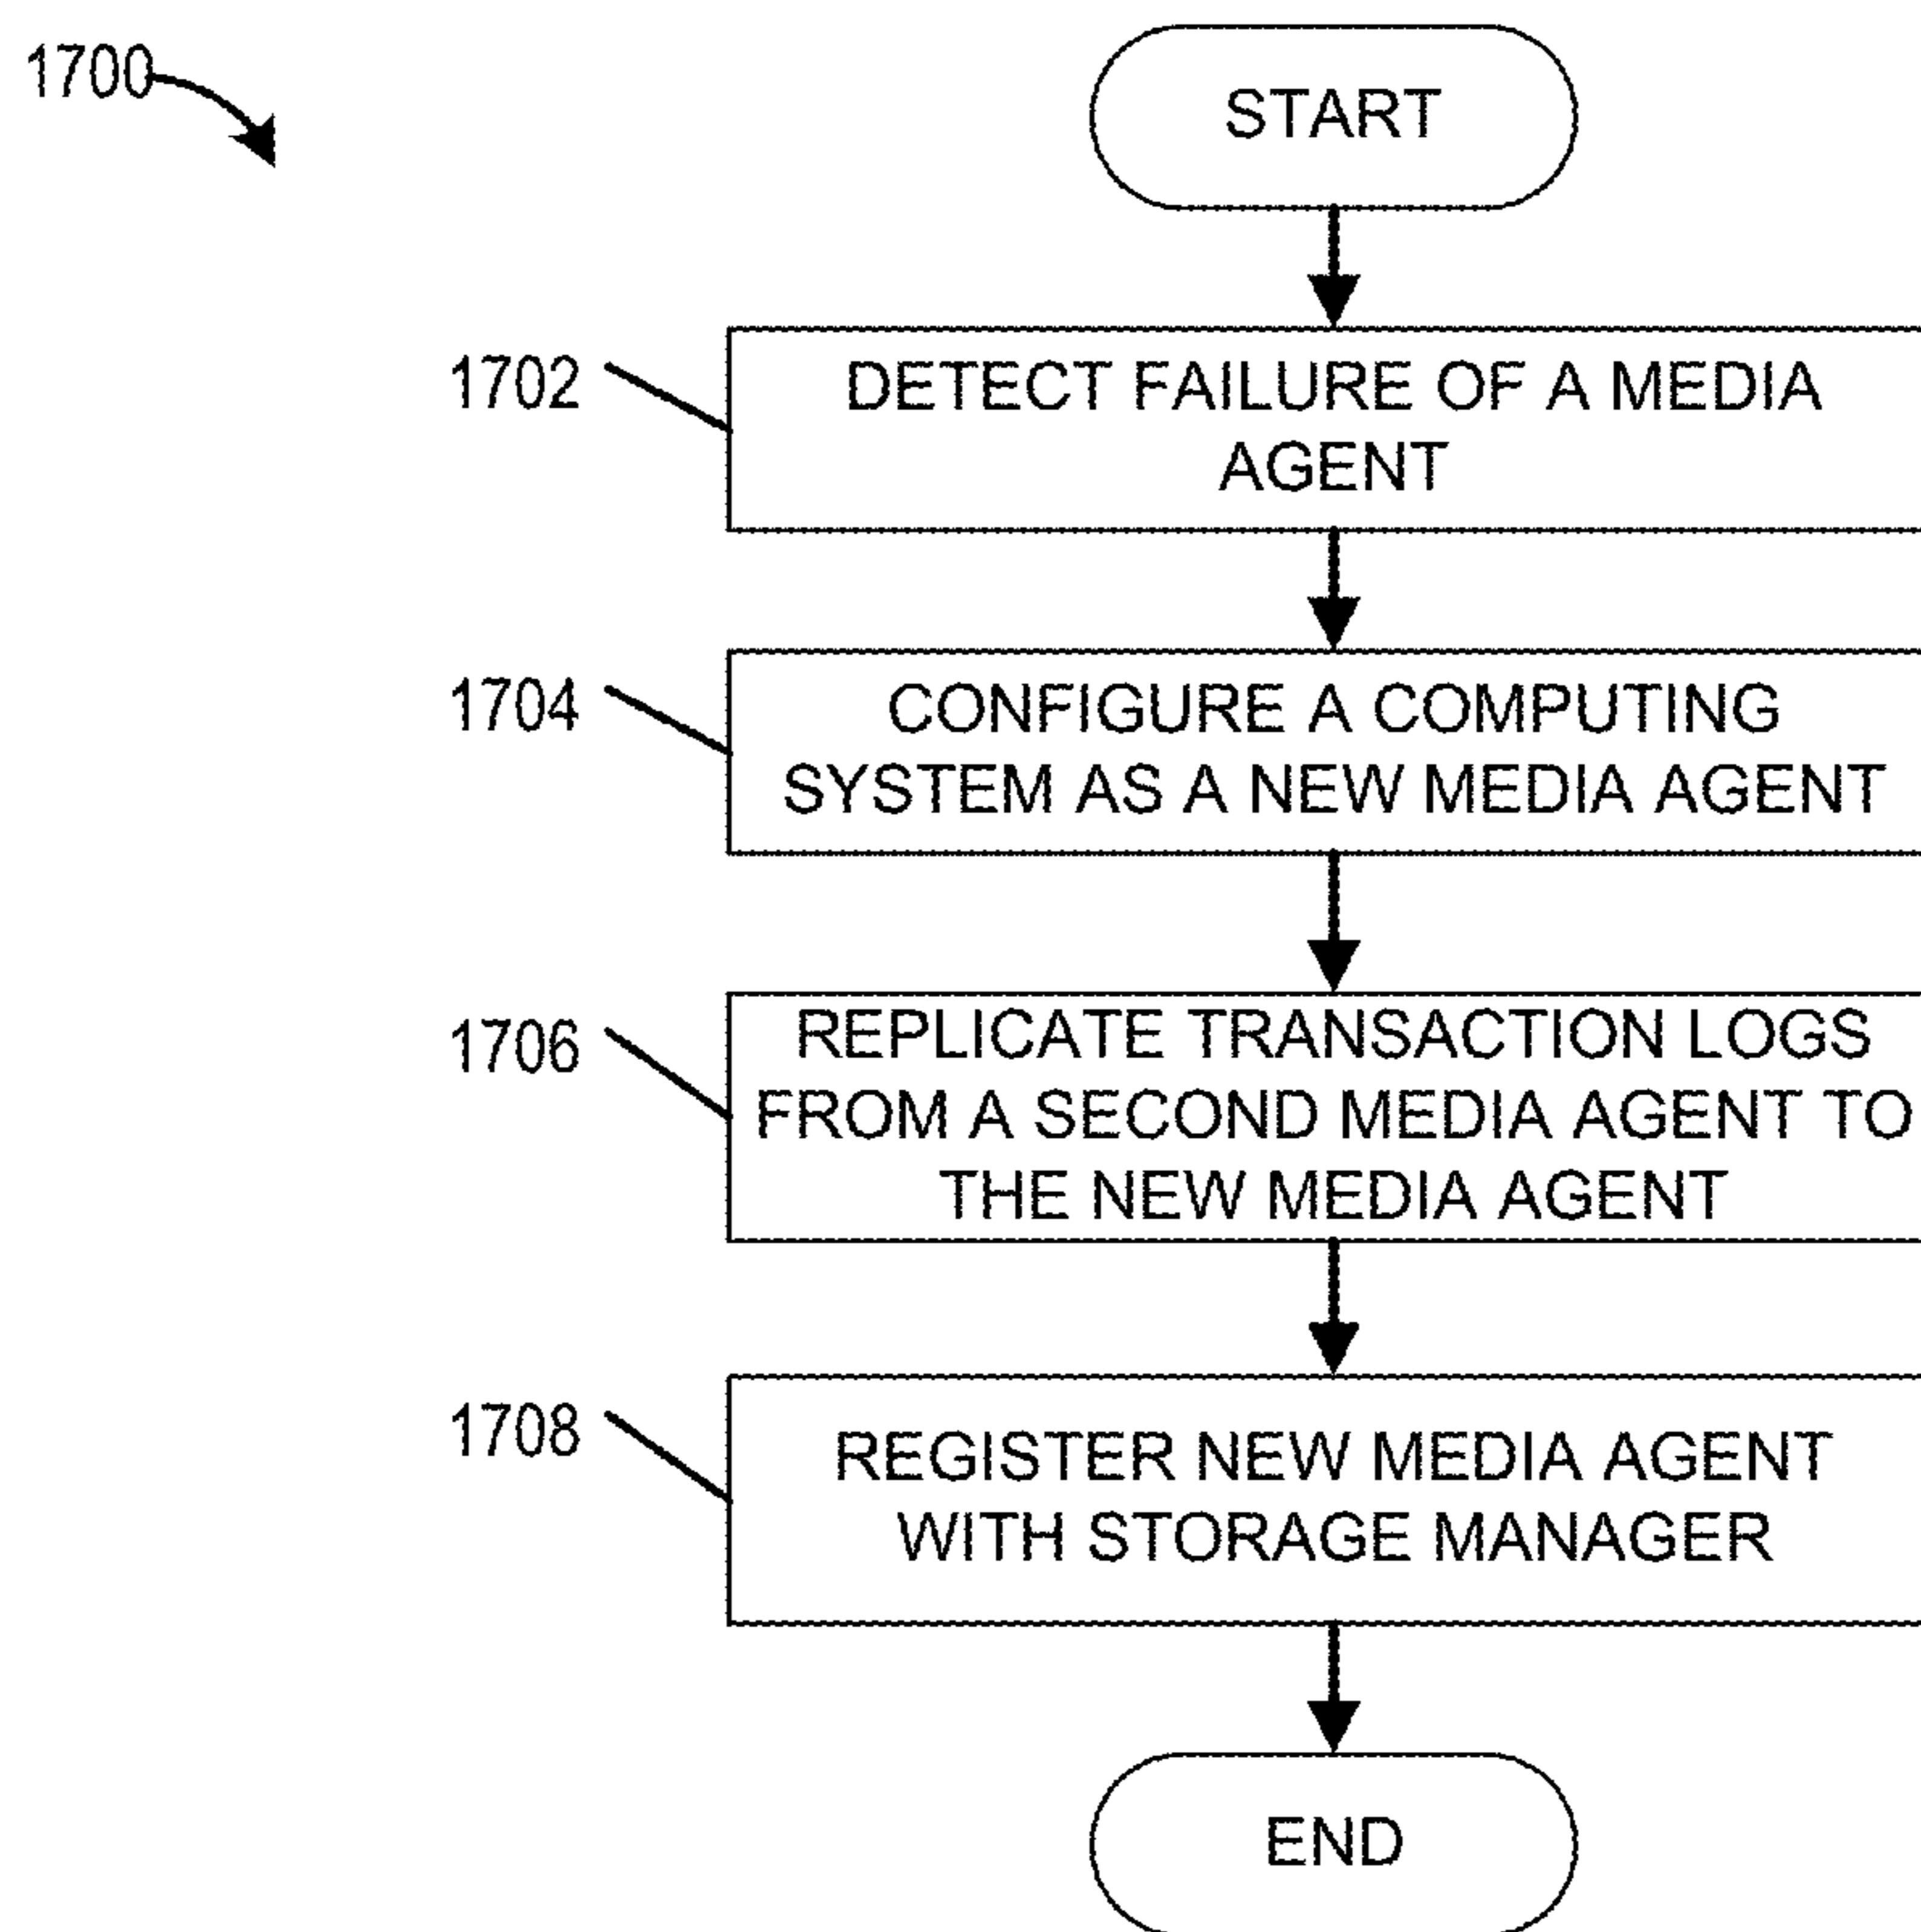 1700
START
1702
DETECT FAILURE OF A MEDIA
AGENT
1704
CONFIGURE A COMPUTING
SYSTEM AS A NEW MEDIA AGENT
1706
REPLICATE TRANSACTION LOGS
FROM A SECOND MEDIA AGENT TO
THE NEW MEDIA AGENT
1708
REGISTER NEW MEDIA AGENT
WITH STORAGE MANAGER
END